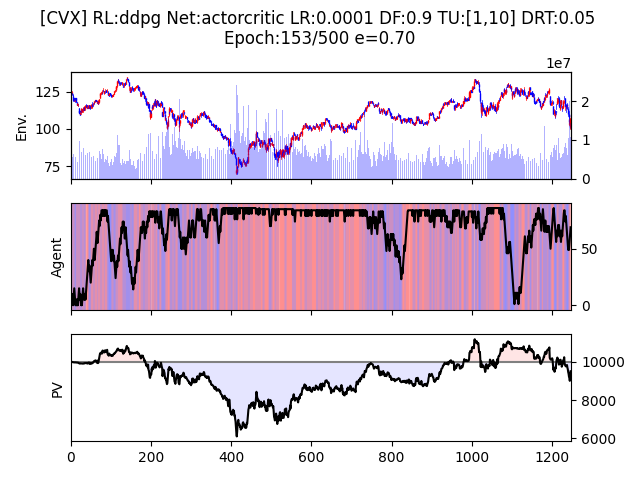 [CVX] RL:ddpg Net:actorcritic LR:0.0001 DF:0.9 TU:[1,10] DRT:0.05
Epoch:153/500 e=0.70
1e7
125
100
75
Env.
2
1
0
Agent
50
0
PV
10000
8000
6000
0 200 400 600 800 1000 1200